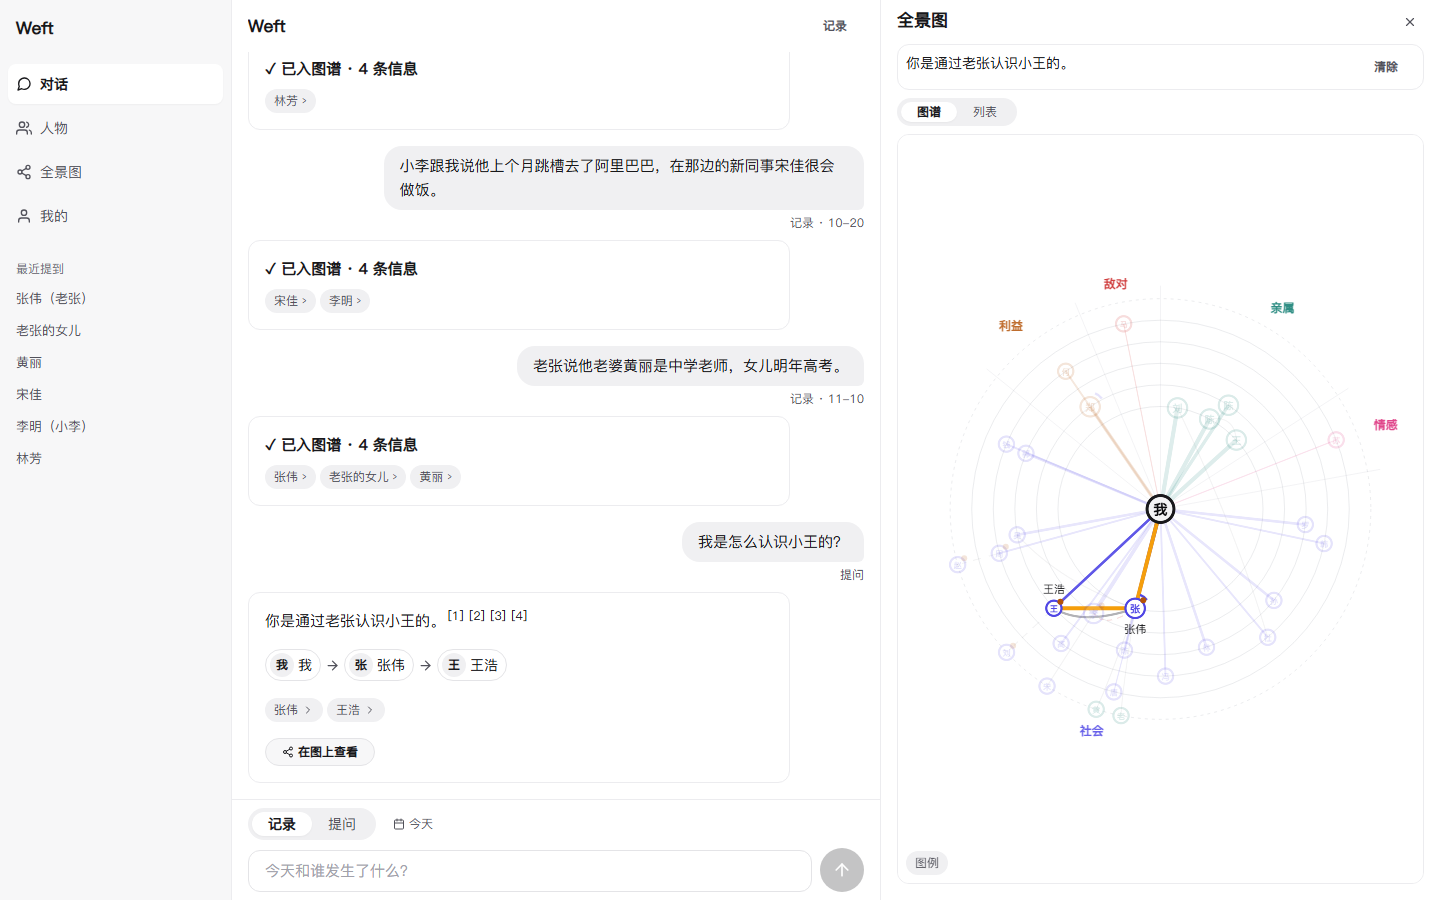 Weft
对话
人物
全景图
我的
最近提到
张伟（老张）
老张的女儿
黄丽
宋佳
李明（小李）
林芳
Weft
记录
✓ 已入图谱 · 4 条信息
林芳 ›
小李跟我说他上个月跳槽去了阿里巴巴，在那边的新同事宋佳很会
做饭。
记录 · 10-20
✓ 已入图谱 · 4 条信息
宋佳 › 李明 ›
老张说他老婆黄丽是中学老师，女儿明年高考。
记录 · 11-10
✓ 已入图谱 · 4 条信息
张伟 › 老张的女儿 › 黄丽 ›
我是怎么认识小王的？
提问
你是通过老张认识小王的。 [1] [2] [3] [4]
我 我 → 张 张伟 → 王 王浩
张伟 › 王浩 ›
在图上查看
记录 提问 今天
今天和谁发生了什么？
全景图
你是通过老张认识小王的。
清除
图谱 列表
敌对
亲属
利益
情感
我
王浩
王 张
张伟
社会
图例